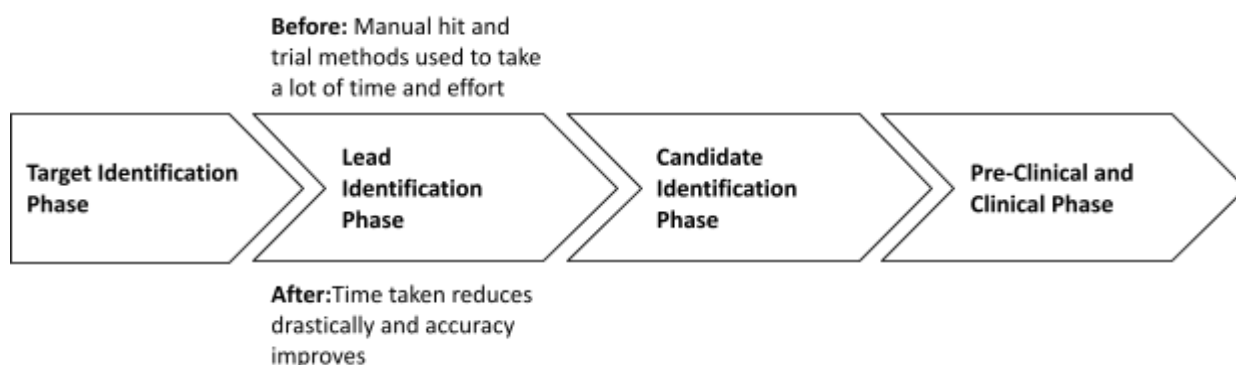 Before: Manual hit and
trial methods used to take
a lot of time and effort
Target Identification
Phase
Lead
Identification
Phase
Candidate
Identification
Phase
Pre-Clinical and
Clinical Phase
After:Time taken reduces
drastically and accuracy
improves